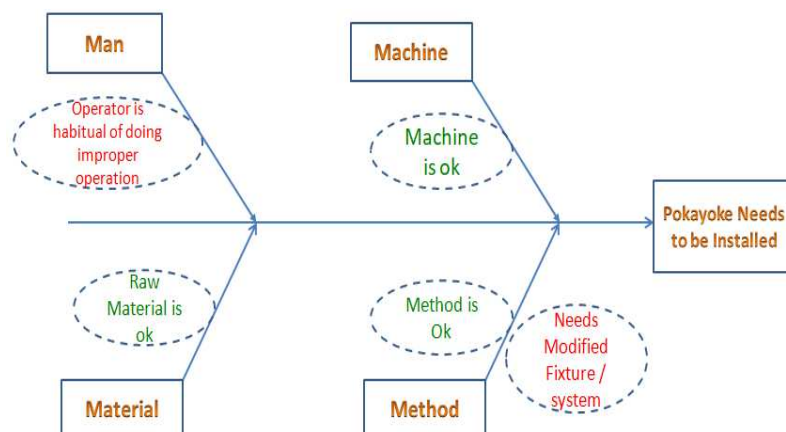 Man
Machine
Operator is
habitual of doing
improper
operation
Machine
is ok
Pokayoke Needs
to be Installed
Raw
Material is
ok
Method is
Ok
Needs
Modified
Fixture /
system
Material
Method